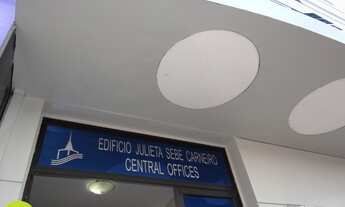 EDIFICIO JULIETA SEBE CARNEIRO
CENTRAL OFFICES